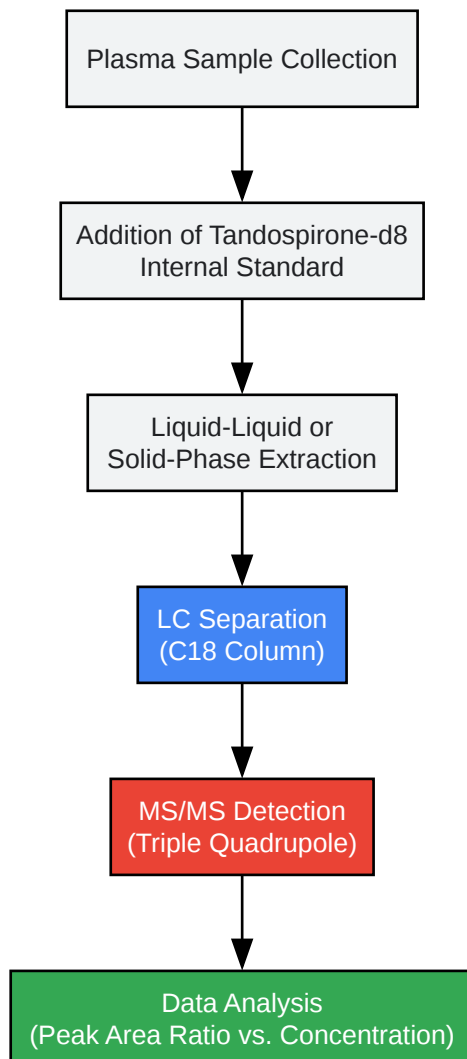 Plasma Sample Collection
Addition of Tandospirone-d8
Internal Standard
Liquid-Liquid or
Solid-Phase Extraction
LC Separation
(C18 Column)
MS/MS Detection
(Triple Quadrupole)
Data Analysis
(Peak Area Ratio vs. Concentration)